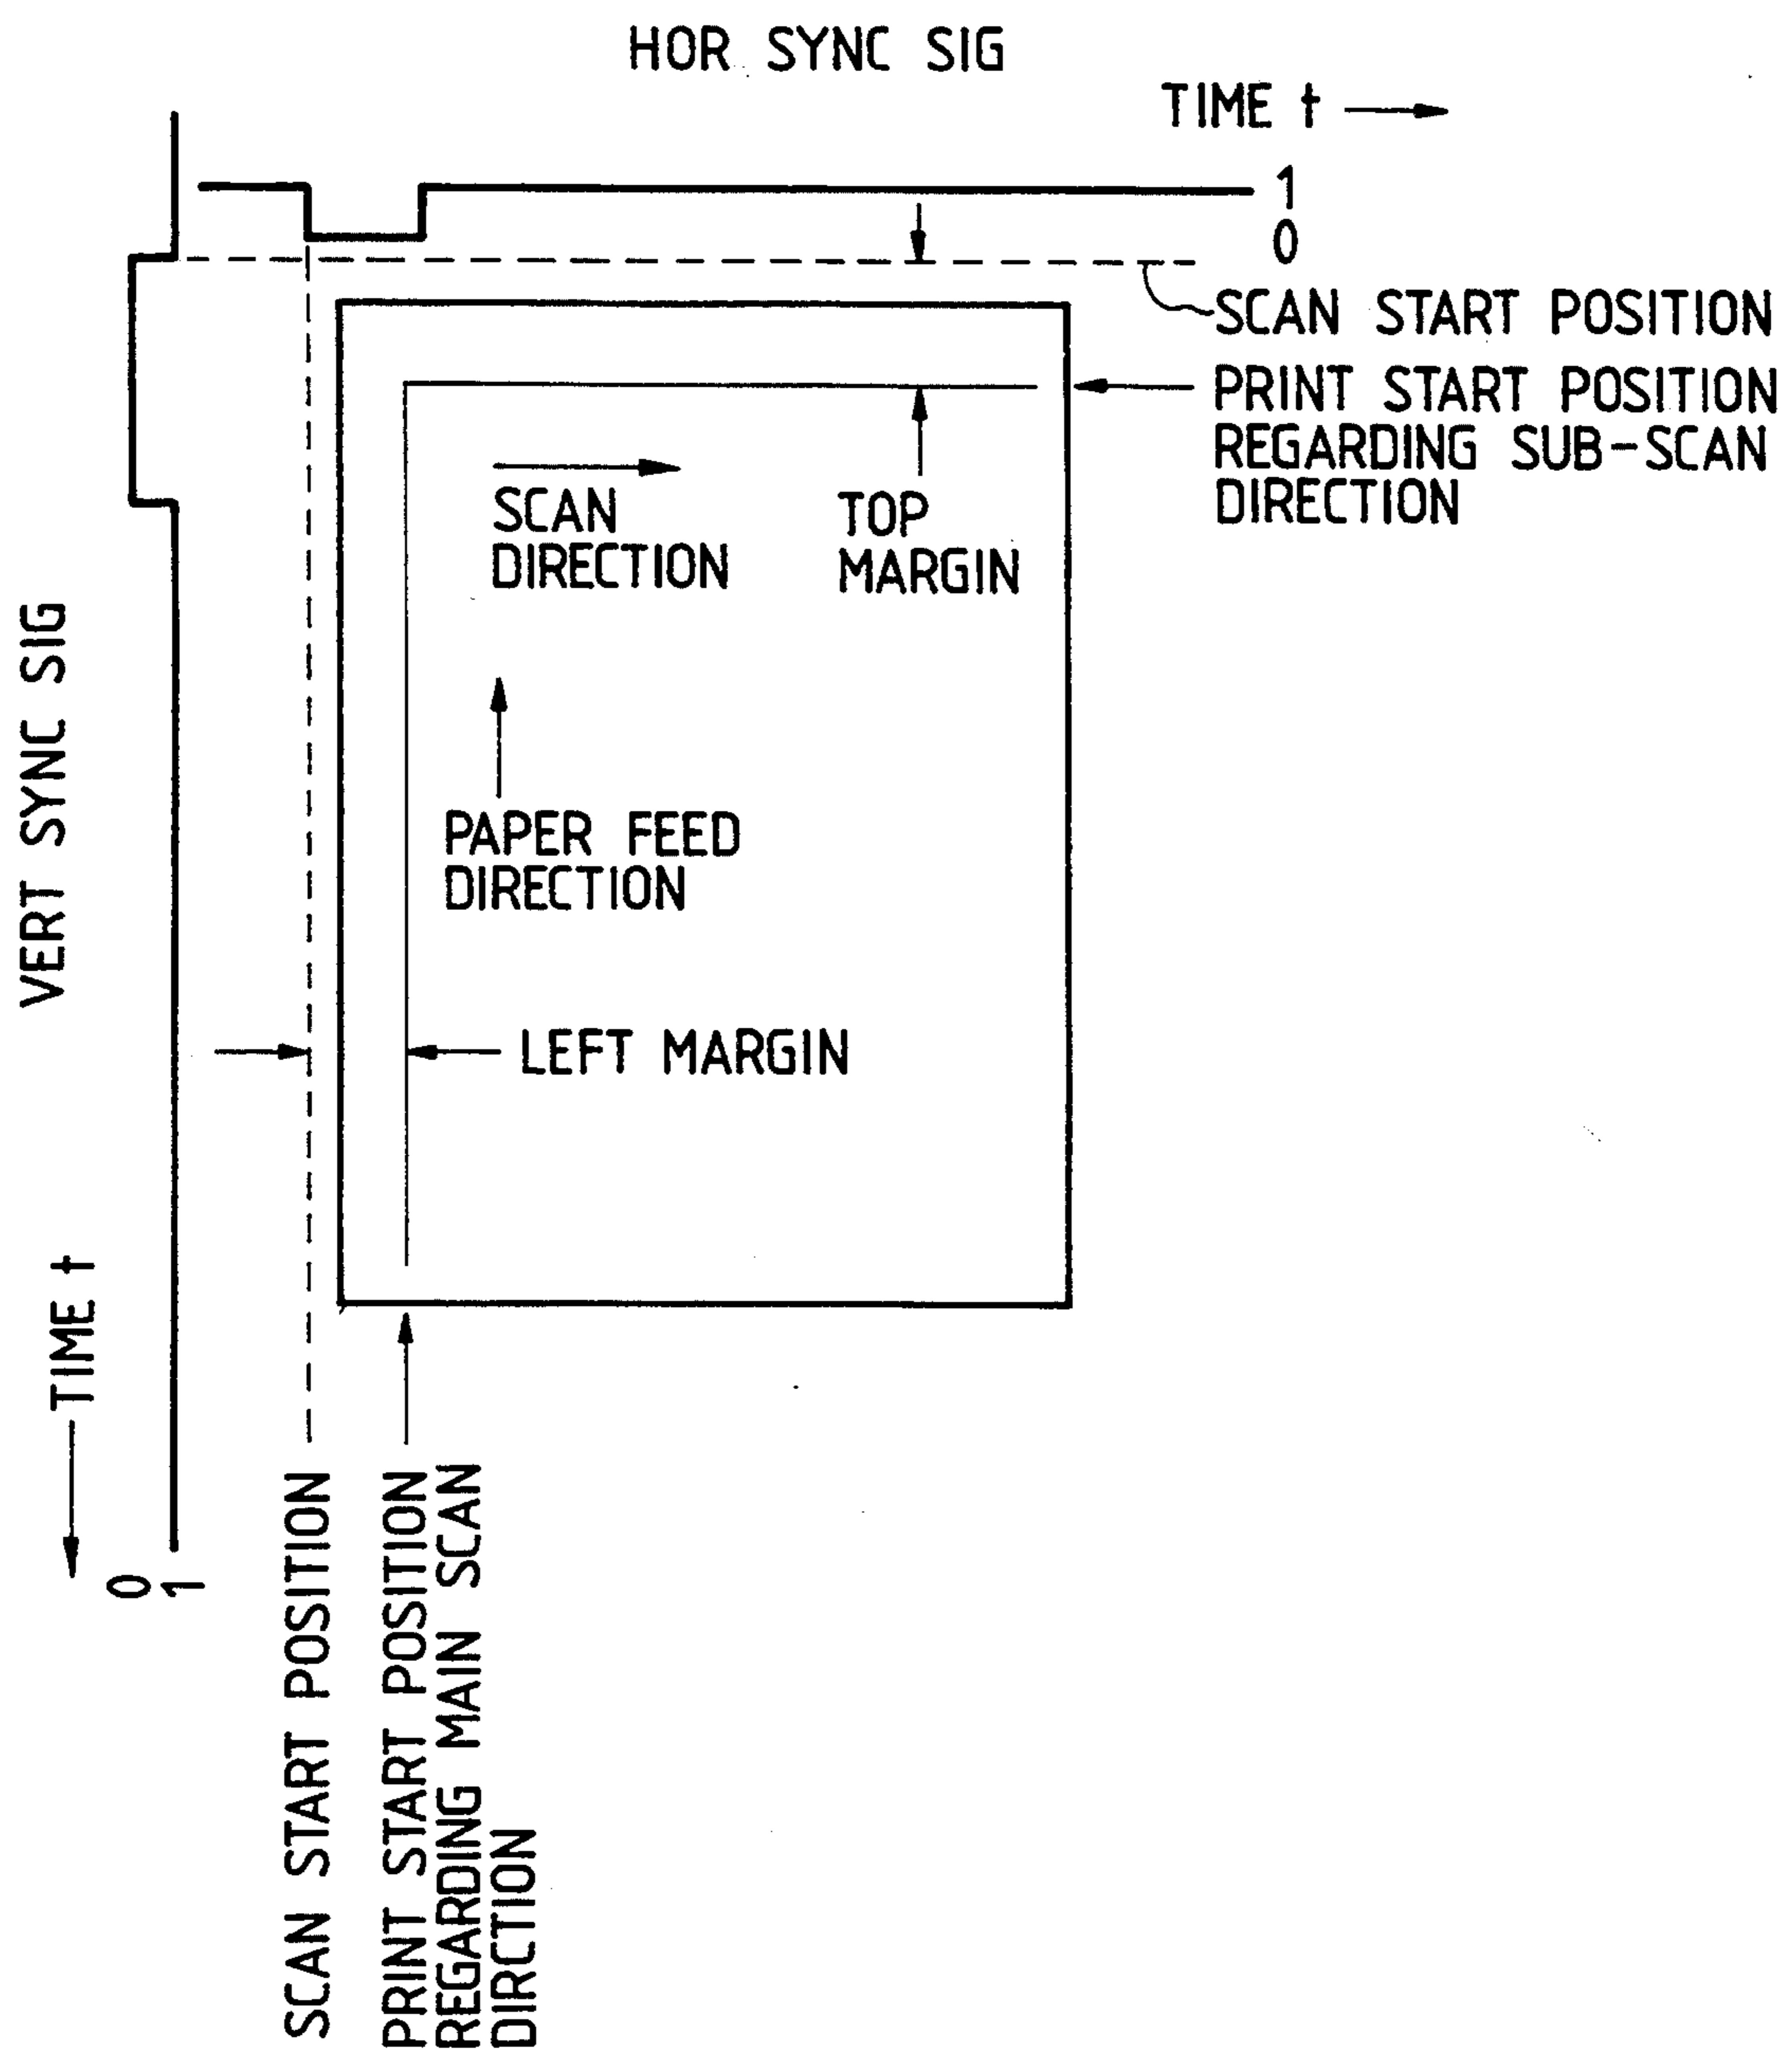 HOR SYNC SIG
TIME t
1
0
SCAN START POSITION
PRINT START POSITION
REGARDING SUB-SCAN
DIRECTION
SCAN
DIRECTION
TOP
MARGIN
VERT SYNC SIG
PAPER FEED
DIRECTION
LEFT MARGIN
TIME t
0
1
SCAN START POSITION
PRINT START POSITION
REGARDING MAIN SCAN
DIRCTION